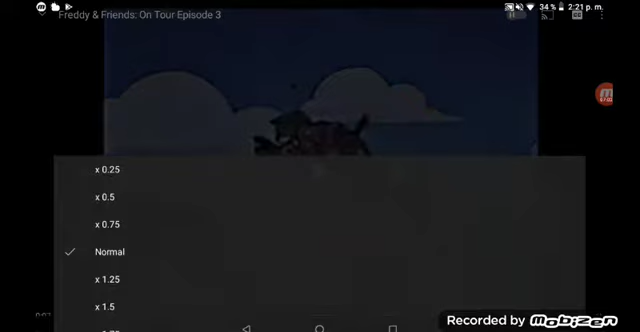 34 % 2:21 p. m.
Freddy & Friends: On Tour Episode 3
x 0.25
x 0.5
x 0.75
Normal
x 1.25
x 1.5
Recorded by Mobizen